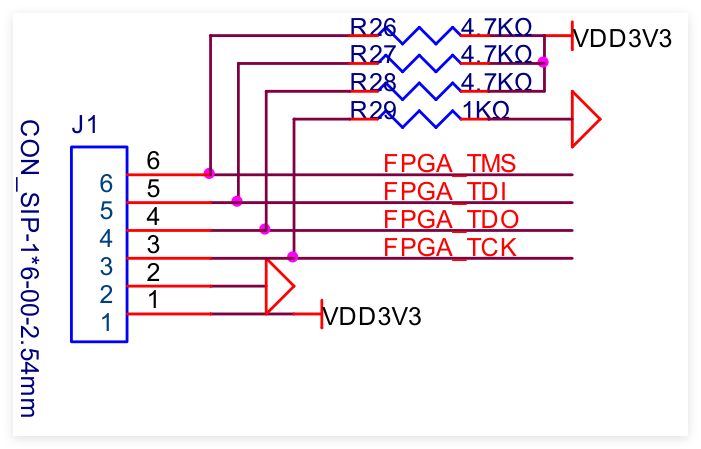 R26 4.7KΩ
VDD3V3
R27 4.7KΩ
R28 4.7KΩ
R29 1KΩ
J1
CON_SIP-1*6-00-2.54mm
6 6 FPGA_TMS
5 5 FPGA_TDI
4 4 FPGA_TDO
3 3 FPGA_TCK
2 2
1 1 VDD3V3